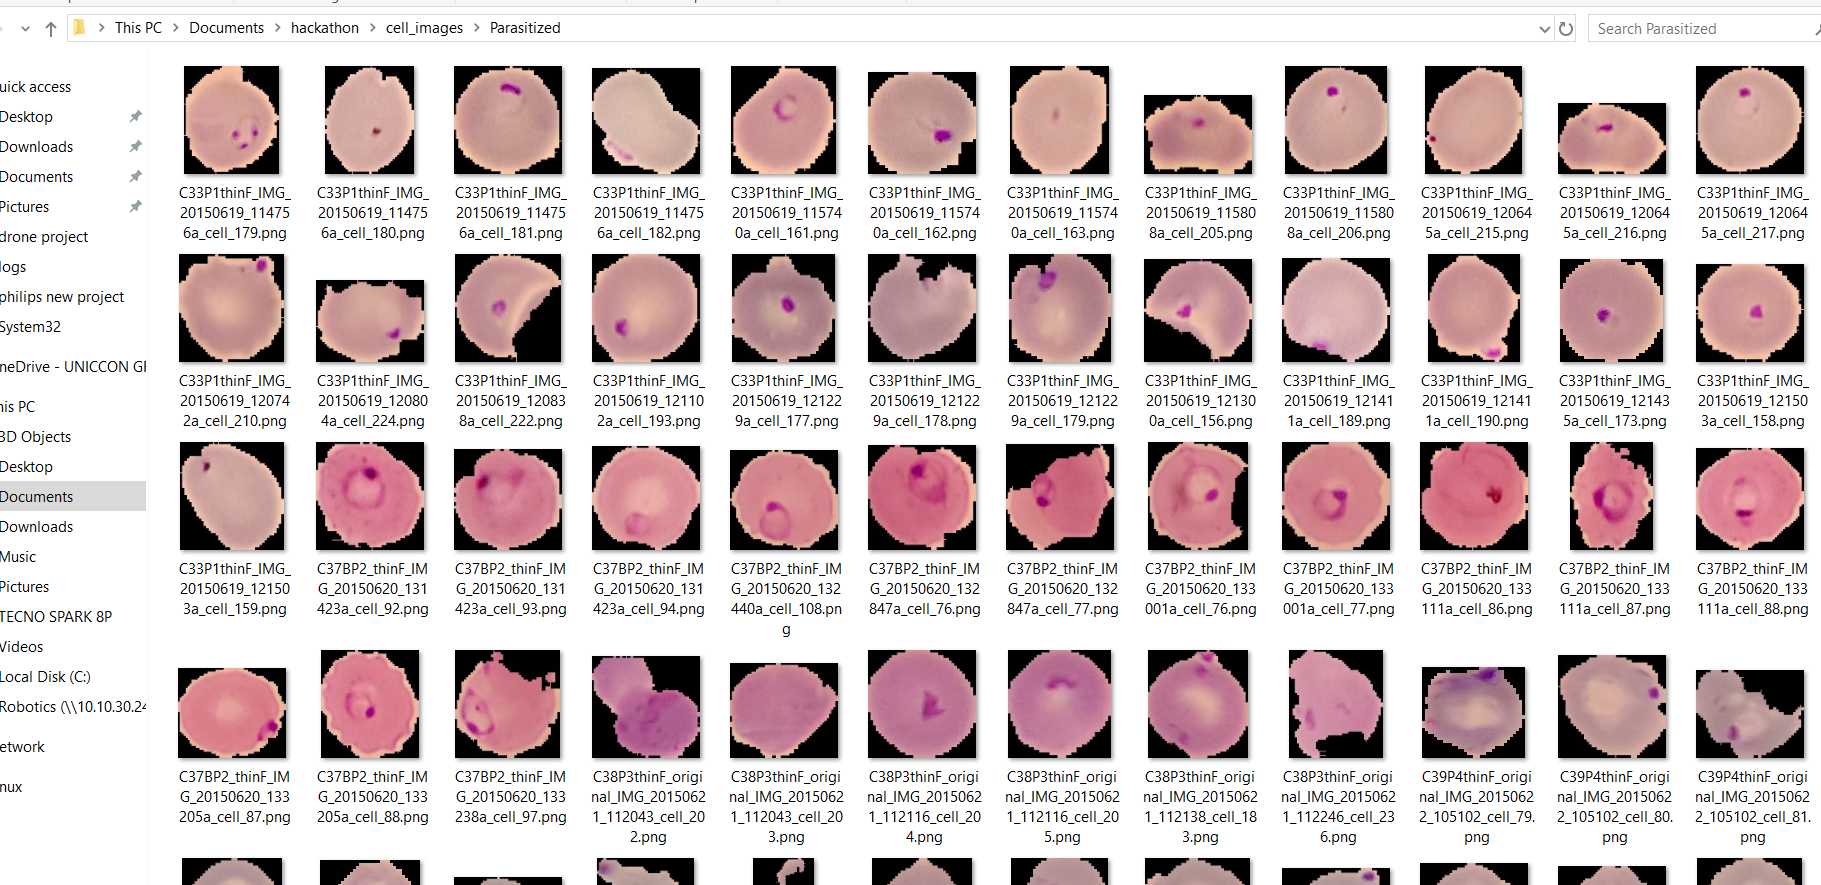 This PC > Documents > hackathon > cell_images > Parasitized
Search Parasitized
uick access
Desktop
Downloads
Documents
Pictures
drone project
logs
philips new project
System32
neDrive - UNICCON GI
his PC
3D Objects
Desktop
Documents
Downloads
Music
Pictures
TECNO SPARK 8P
Videos
Local Disk (C:)
Robotics (\\10.10.30.24
etwork
nux
C33P1thinF_IMG_ C33P1thinF_IMG_ C33P1thinF_IMG_ C33P1thinF_IMG_ C33P1thinF_IMG_ C33P1thinF_IMG_ C33P1thinF_IMG_ C33P1thinF_IMG_ C33P1thinF_IMG_ C33P1thinF_IMG_ C33P1thinF_IMG_ C33P1thinF_IMG_
20150619_11475 20150619_11475 20150619_11475 20150619_11475 20150619_11574 20150619_11574 20150619_11574 20150619_11580 20150619_11580 20150619_12064 20150619_12064 20150619_12064
6a_cell_179.png 6a_cell_180.png 6a_cell_181.png 6a_cell_182.png 0a_cell_161.png 0a_cell_162.png 0a_cell_163.png 8a_cell_205.png 8a_cell_206.png 5a_cell_215.png 5a_cell_216.png 5a_cell_217.png
C33P1thinF_IMG_ C33P1thinF_IMG_ C33P1thinF_IMG_ C33P1thinF_IMG_ C33P1thinF_IMG_ C33P1thinF_IMG_ C33P1thinF_IMG_ C33P1thinF_IMG_ C33P1thinF_IMG_ C33P1thinF_IMG_ C33P1thinF_IMG_ C33P1thinF_IMG_
20150619_12074 20150619_12080 20150619_12083 20150619_12110 20150619_12122 20150619_12122 20150619_12122 20150619_12130 20150619_12141 20150619_12141 20150619_12143 20150619_12150
2a_cell_210.png 4a_cell_224.png 8a_cell_222.png 2a_cell_193.png 9a_cell_177.png 9a_cell_178.png 9a_cell_179.png 0a_cell_156.png 1a_cell_189.png 1a_cell_190.png 5a_cell_173.png 3a_cell_158.png
C33P1thinF_IMG_ C37BP2_thinF_IM C37BP2_thinF_IM C37BP2_thinF_IM C37BP2_thinF_IM C37BP2_thinF_IM C37BP2_thinF_IM C37BP2_thinF_IM C37BP2_thinF_IM C37BP2_thinF_IM C37BP2_thinF_IM C37BP2_thinF_IM
20150619_12150 G_20150620_131 G_20150620_131 G_20150620_131 G_20150620_132 G_20150620_132 G_20150620_132 G_20150620_133 G_20150620_133 G_20150620_133 G_20150620_133 G_20150620_133
3a_cell_159.png 423a_cell_92.png 423a_cell_93.png 423a_cell_94.png 440a_cell_108.pn 847a_cell_76.png 847a_cell_77.png 001a_cell_76.png 001a_cell_77.png 111a_cell_86.png 111a_cell_87.png 111a_cell_88.png
g
C37BP2_thinF_IM C37BP2_thinF_IM C37BP2_thinF_IM C38P3thinF_origi C38P3thinF_origi C38P3thinF_origi C38P3thinF_origi C38P3thinF_origi C38P3thinF_origi C39P4thinF_origi C39P4thinF_origi C39P4thinF_origi
G_20150620_133 G_20150620_133 G_20150620_133 nal_IMG_2015062 nal_IMG_2015062 nal_IMG_2015062 nal_IMG_2015062 nal_IMG_2015062 nal_IMG_2015062 nal_IMG_2015062 nal_IMG_2015062 nal_IMG_2015062
205a_cell_87.png 205a_cell_88.png 238a_cell_97.png 1_112043_cell_20 1_112043_cell_20 1_112116_cell_20 1_112116_cell_20 1_112138_cell_18 1_112246_cell_23 2_105102_cell_79. 2_105102_cell_80. 2_105102_cell_81.
2.png 3.png 4.png 5.png 3.png 6.png png png png